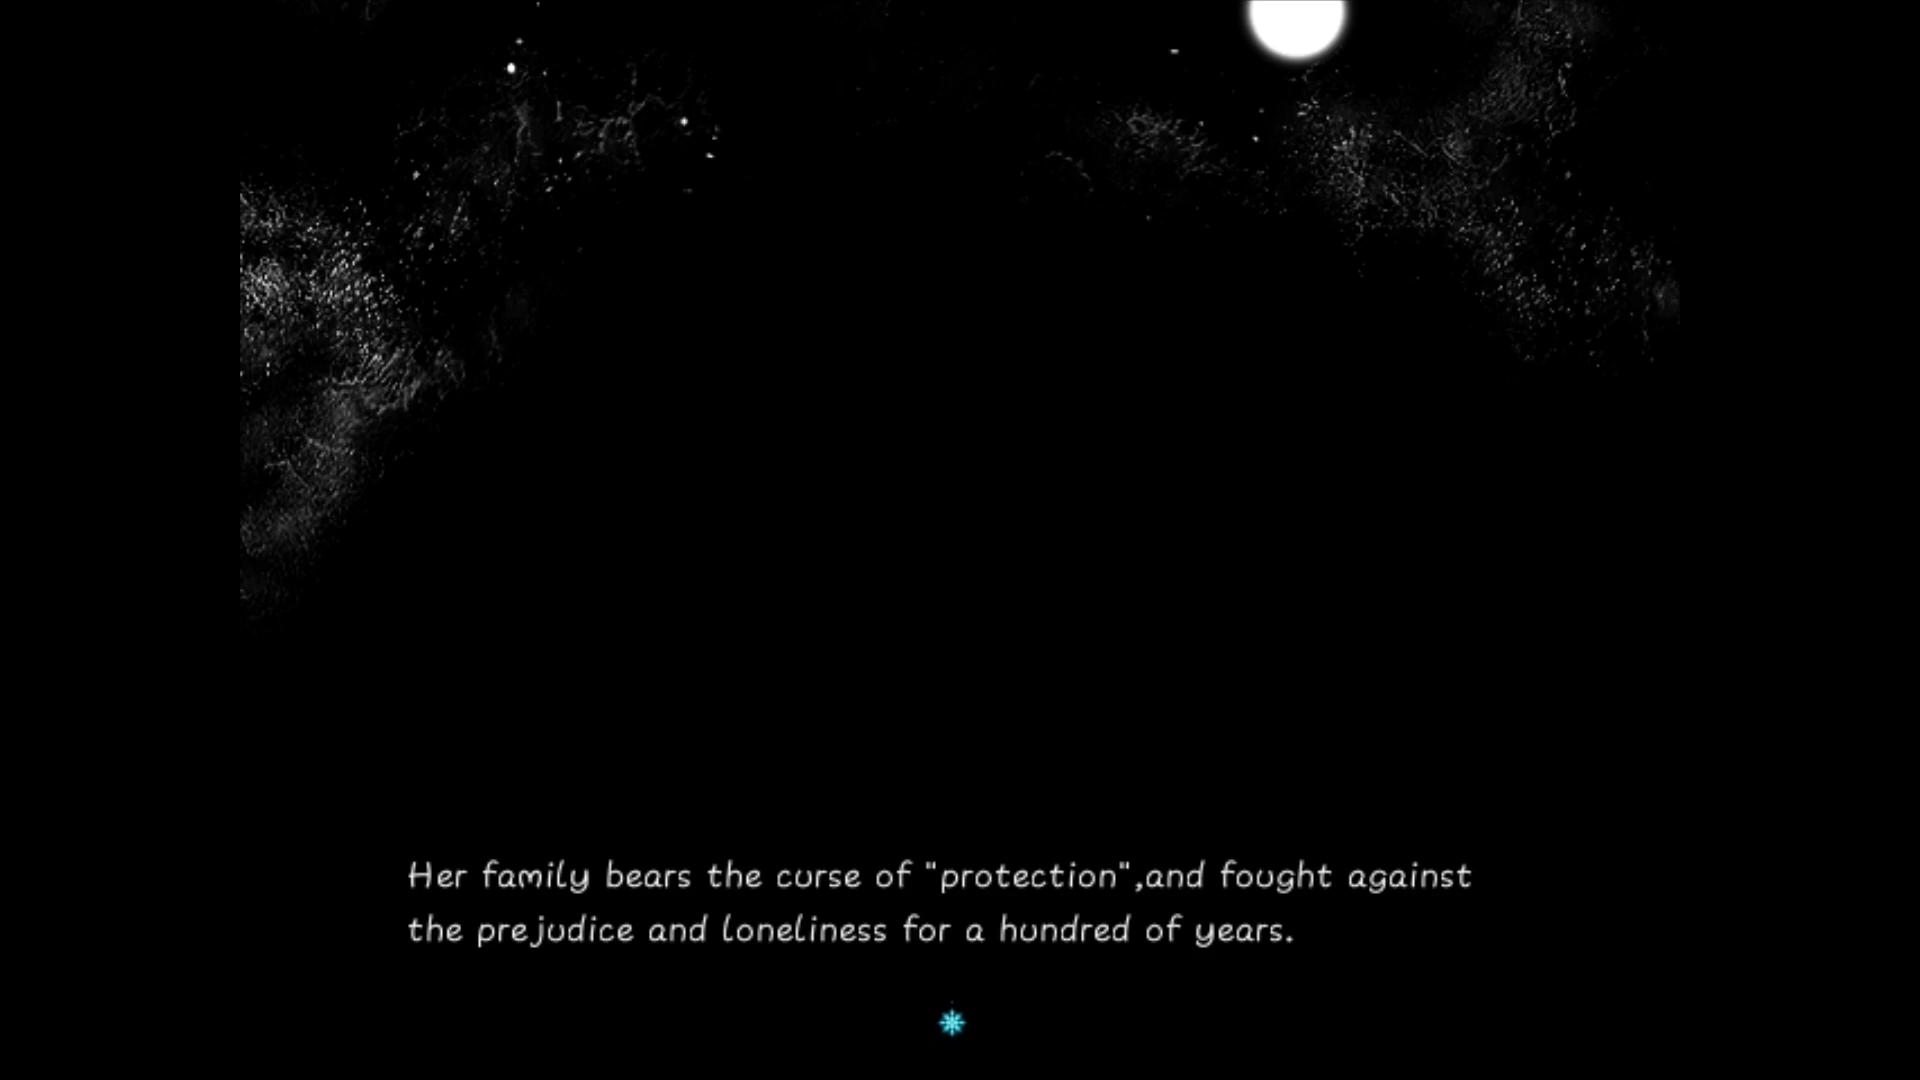 Her family bears the curse of "protection",and fought against
the prejudice and loneliness for a hundred of years.